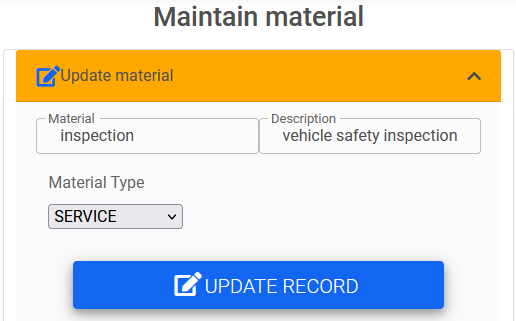 Maintain material
Update material
Material Description
inspection vehicle safety inspection
Material Type
SERVICE
UPDATE RECORD